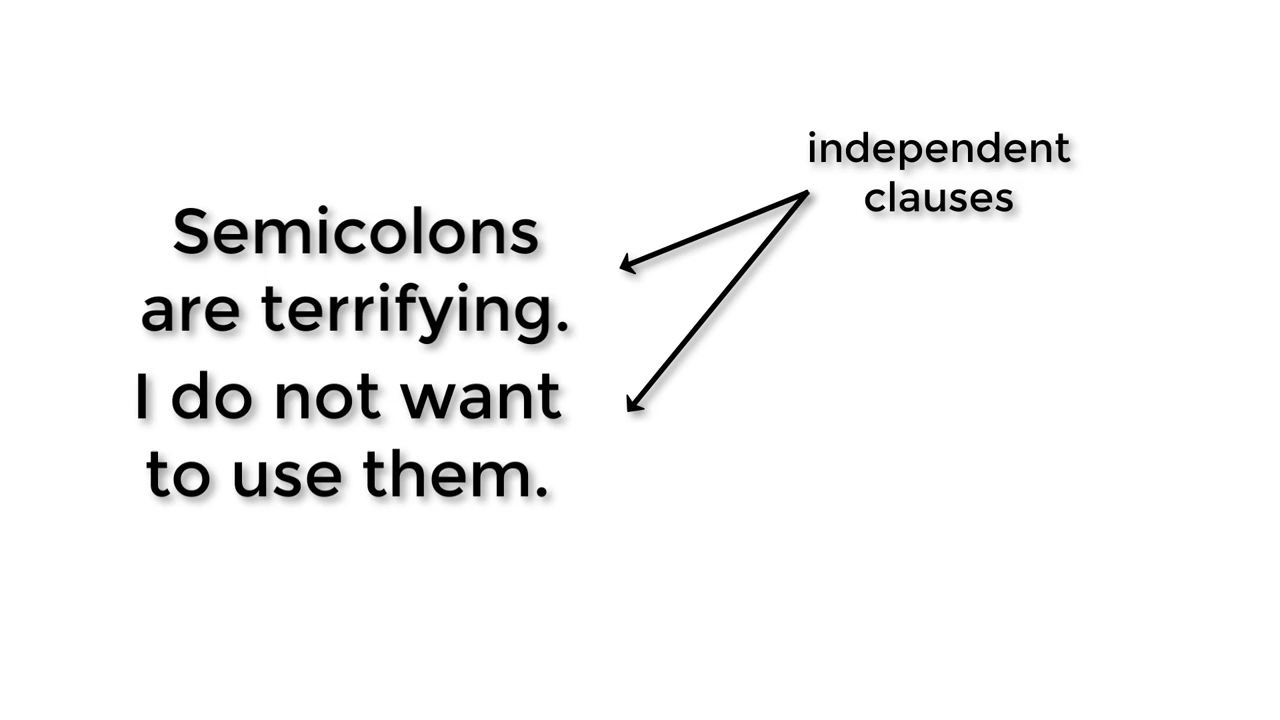 Semicolons
are terrifying.
I do not want
to use them.
independent
clauses